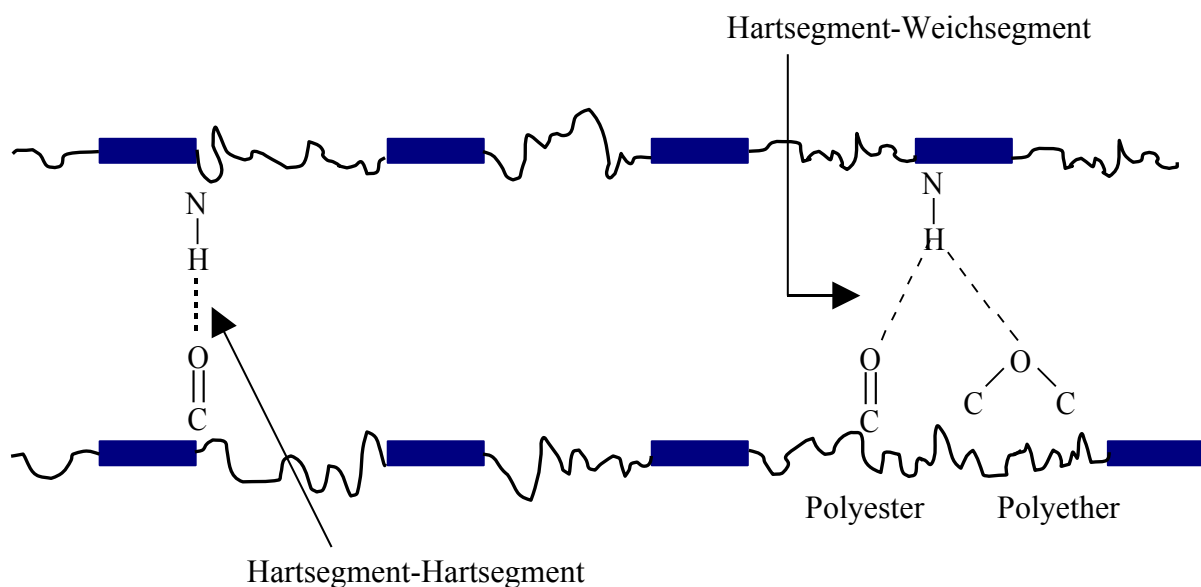 Hartsegment-Weichsegment
N
H
O
C
N
H
O
C
O
C
C
Polyester
Polyether
Hartsegment-Hartsegment